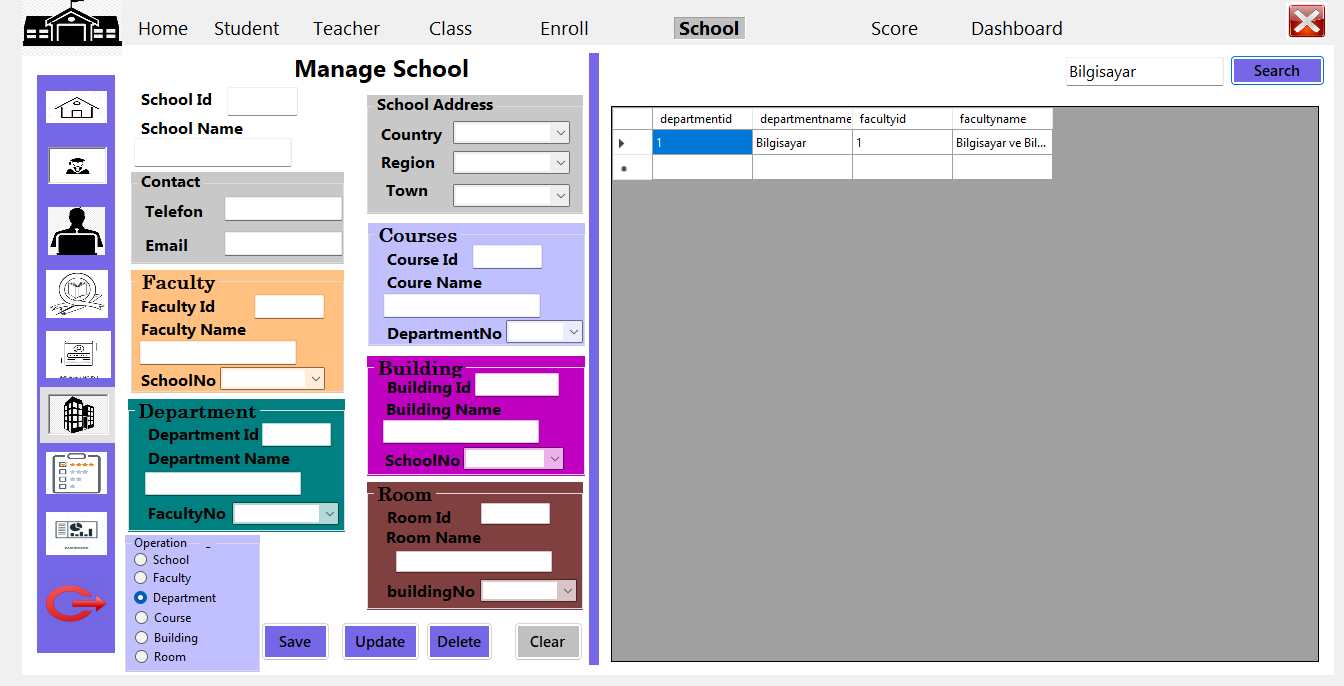 Home Student Teacher Class Enroll School Score Dashboard
Manage School
School Id
School Name
Contact
Telefon
Email
Faculty
Faculty Id
Faculty Name
SchoolNo
Department
Department Id
Department Name
FacultyNo
Operation
School
Faculty
Department
Course
Building
Room
School Address
Country
Region
Town
Courses
Course Id
Coure Name
DepartmentNo
Building
Building Id
Building Name
SchoolNo
Room
Room Id
Room Name
buildingNo
Save Update Delete Clear
Bilgisayar Search
departmentid departmentname facultyid facultyname
1 Bilgisayar 1 Bilgisayar ve Bil...